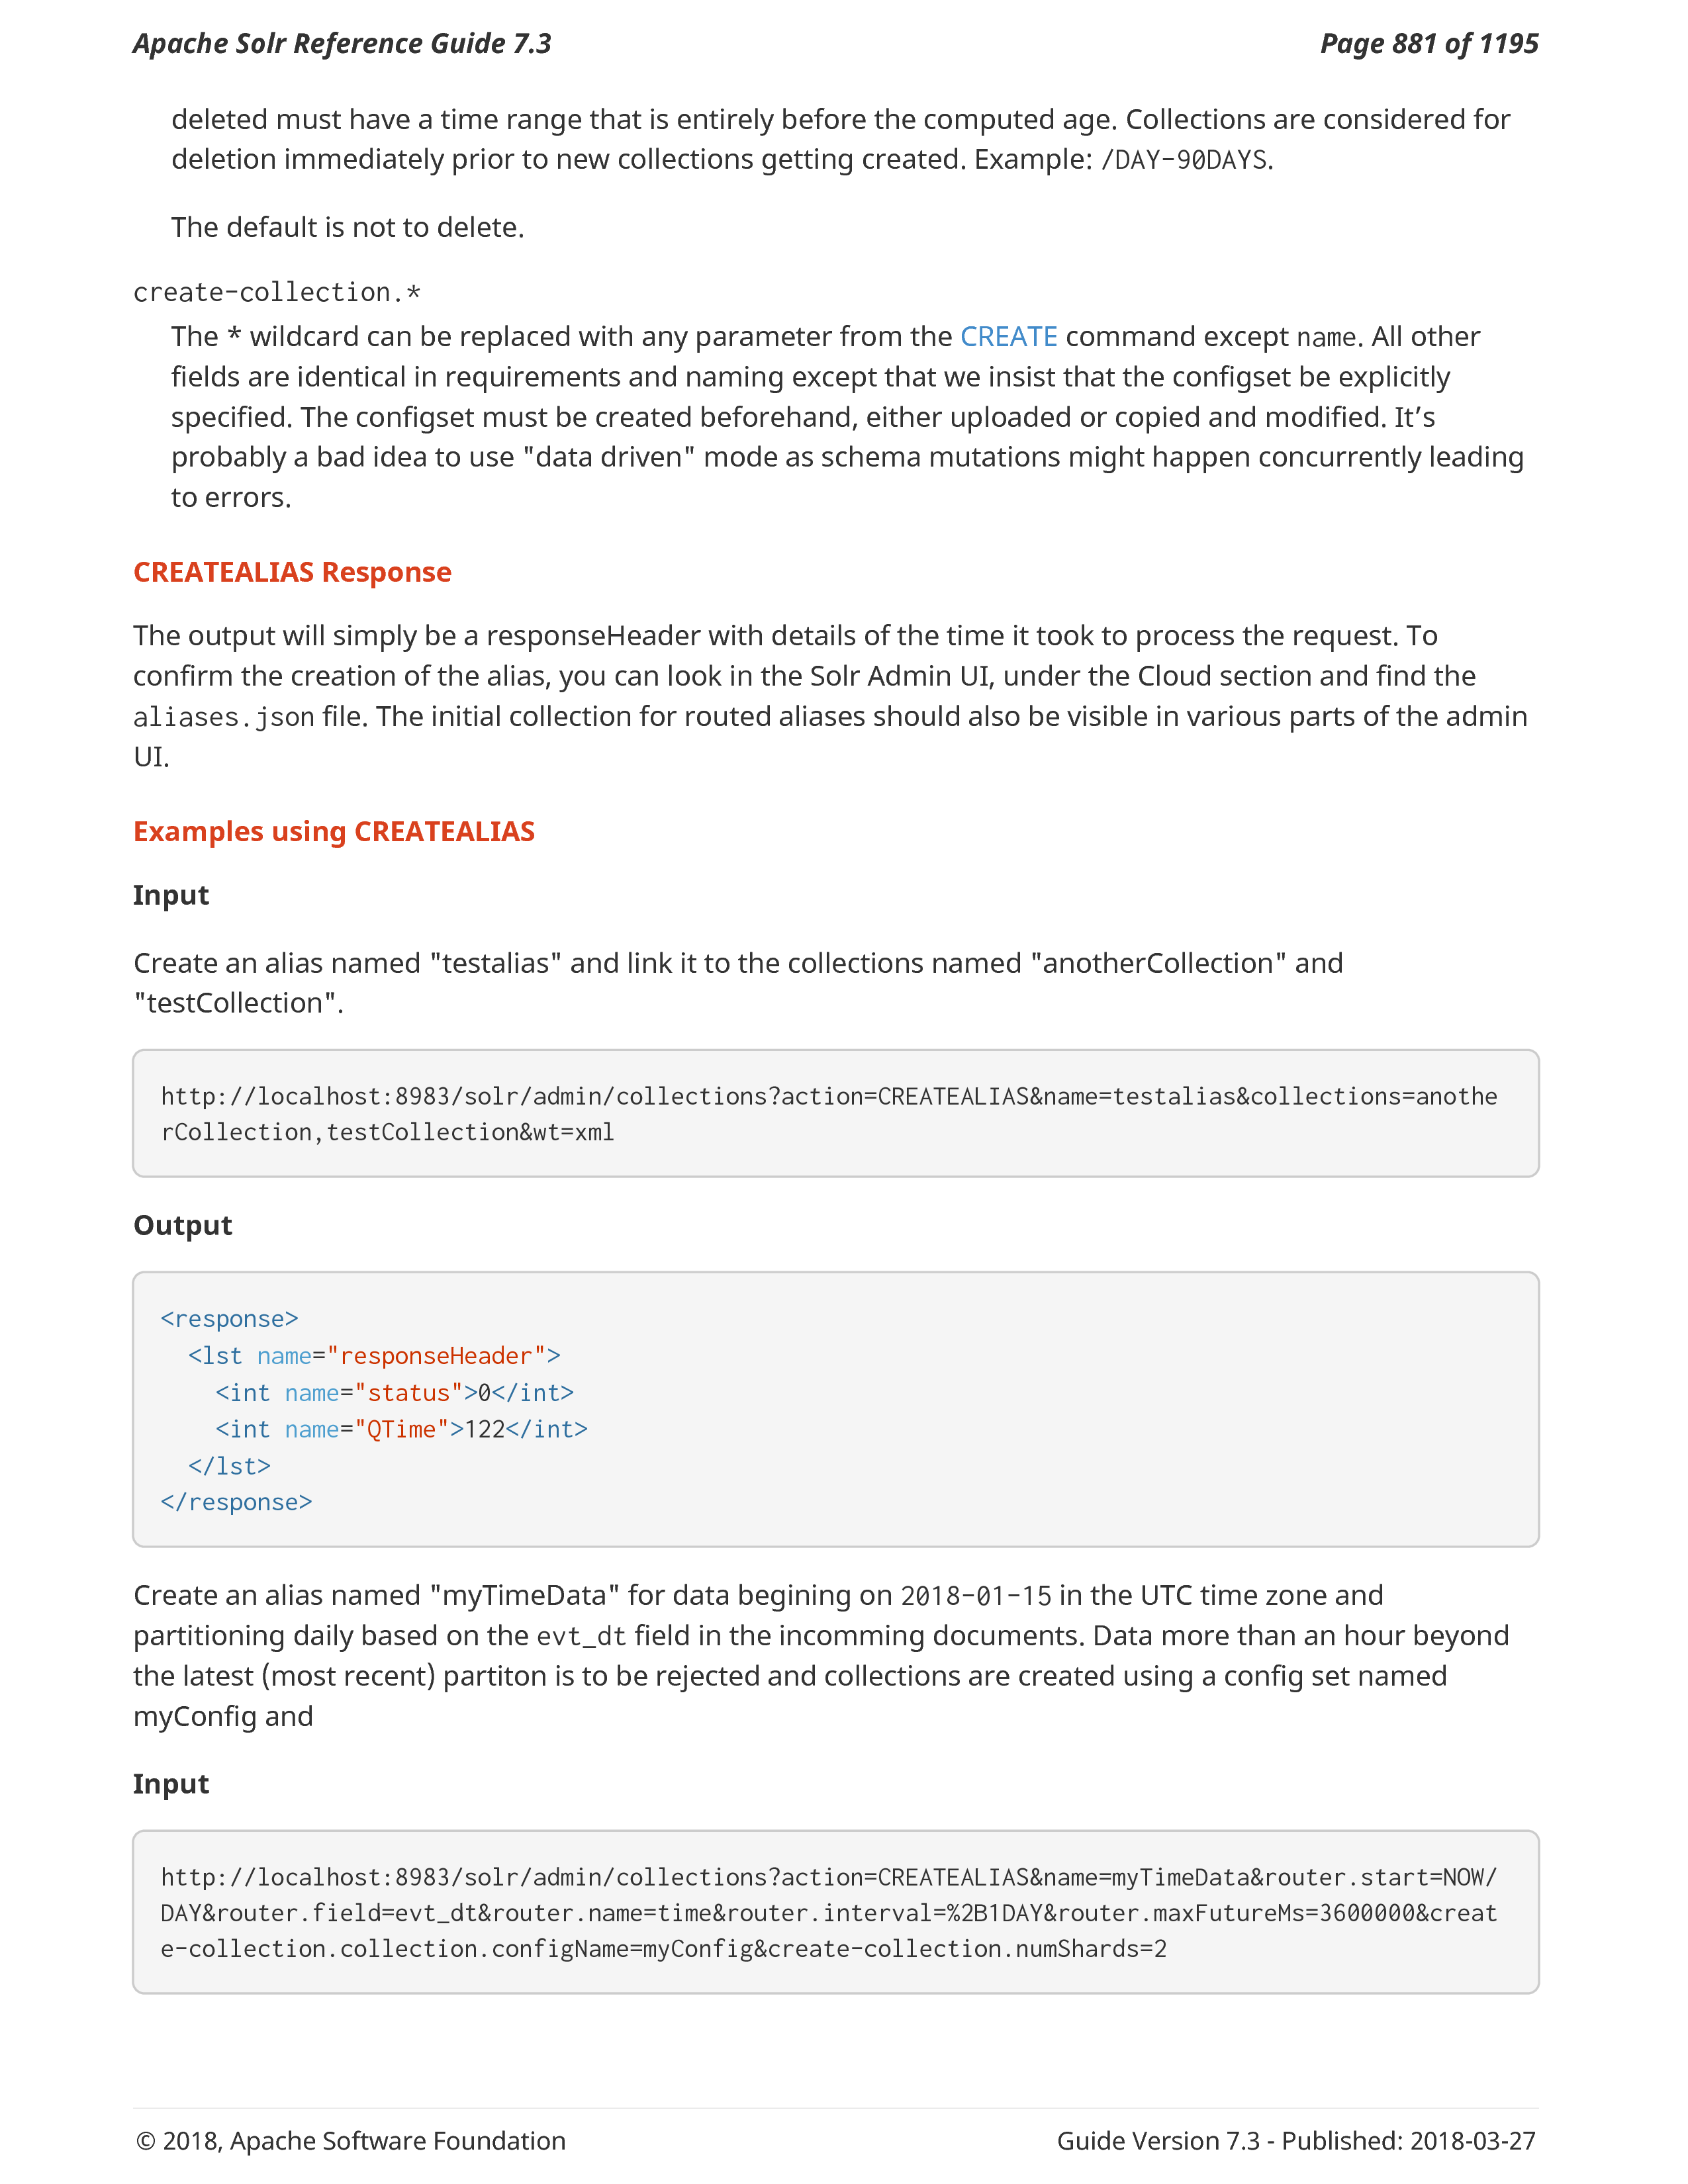 Apache Solr Reference Guide 7.3 Page 881 of 1195
deleted must have a time range that is entirely before the computed age. Collections are considered for
deletion immediately prior to new collections getting created. Example: /DAY-90DAYS.
The default is not to delete.
create-collection.*
The * wildcard can be replaced with any parameter from the CREATE command except name. All other
fields are identical in requirements and naming except that we insist that the configset be explicitly
specified. The configset must be created beforehand, either uploaded or copied and modified. It’s
probably a bad idea to use "data driven" mode as schema mutations might happen concurrently leading
to errors.
CREATEALIAS Response
The output will simply be a responseHeader with details of the time it took to process the request. To
confirm the creation of the alias, you can look in the Solr Admin UI, under the Cloud section and find the
aliases.json file. The initial collection for routed aliases should also be visible in various parts of the admin
UI.
Examples using CREATEALIAS
Input
Create an alias named "testalias" and link it to the collections named "anotherCollection" and
"testCollection".
http://localhost:8983/solr/admin/collections?action=CREATEALIAS&name=testalias&collections=anothe
rCollection,testCollection&wt=xml
Output
<response>
  <lst name="responseHeader">
    <int name="status">0</int>
    <int name="QTime">122</int>
  </lst>
</response>
Create an alias named "myTimeData" for data begining on 2018-01-15 in the UTC time zone and
partitioning daily based on the evt_dt field in the incomming documents. Data more than an hour beyond
the latest (most recent) partiton is to be rejected and collections are created using a config set named
myConfig and
Input
http://localhost:8983/solr/admin/collections?action=CREATEALIAS&name=myTimeData&router.start=NOW/
DAY&router.field=evt_dt&router.name=time&router.interval=%2B1DAY&router.maxFutureMs=3600000&creat
e-collection.collection.configName=myConfig&create-collection.numShards=2
© 2018, Apache Software Foundation Guide Version 7.3 - Published: 2018-03-27